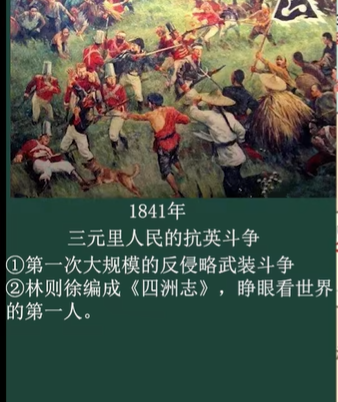 1841年
三元里人民的抗英斗争
①第一次大规模的反侵略武装斗争
②林则徐编成《四洲志》，睁眼看世界
的第一人。